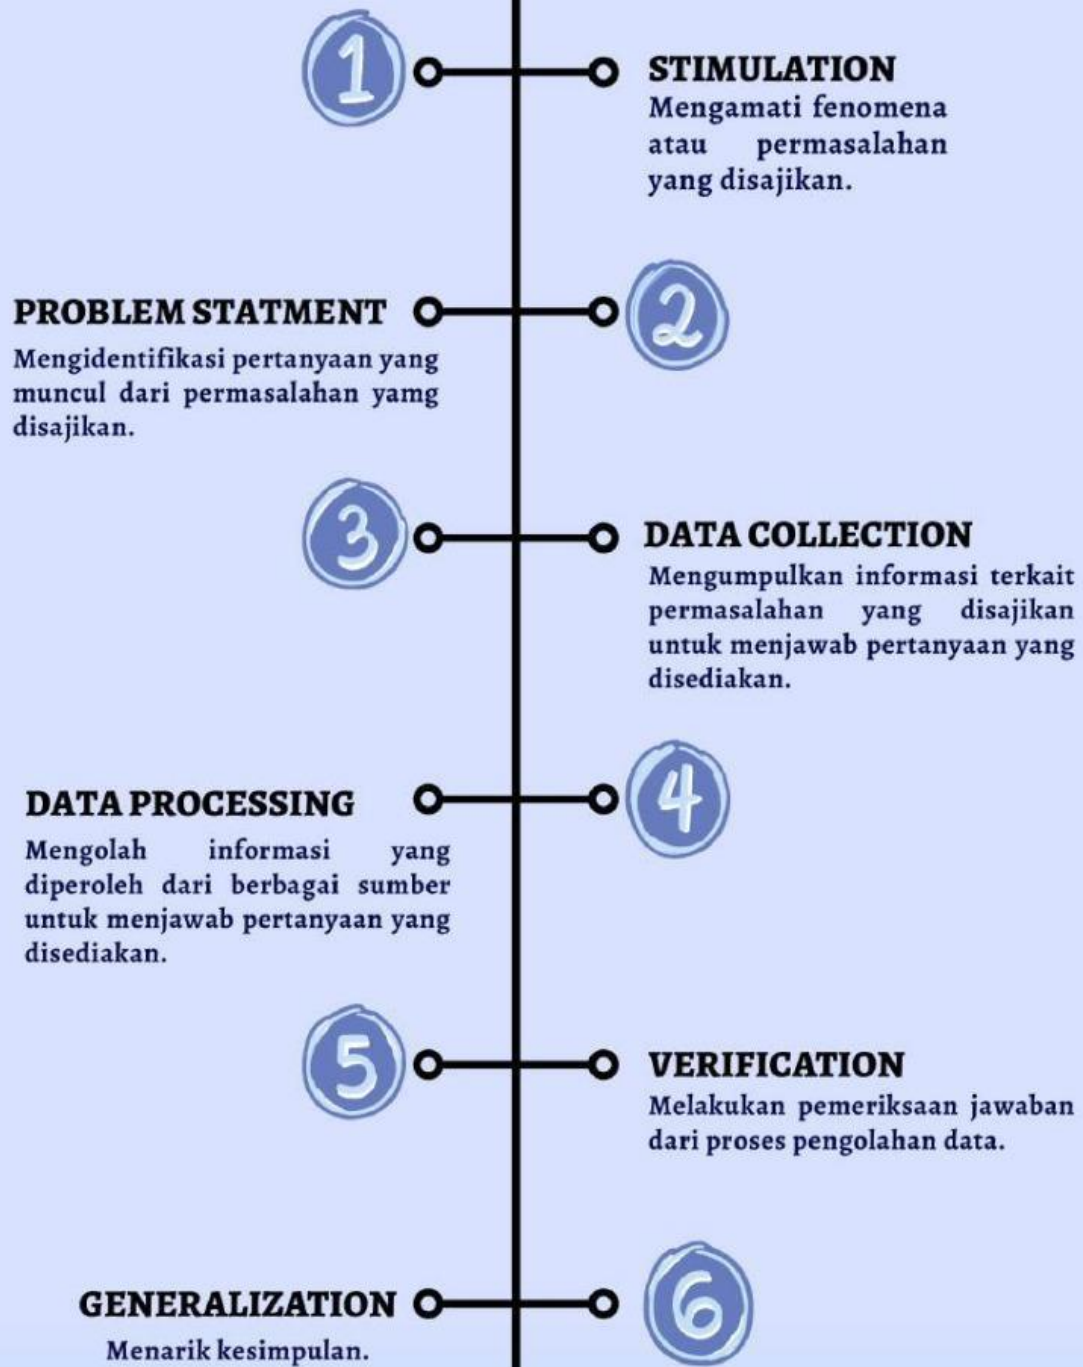 1
STIMULATION
Mengamati fenomena
atau permasalahan
yang disajikan.
PROBLEM STATMENT
2
Mengidentifikasi pertanyaan yang
muncul dari permasalahan yamg
disajikan.
3
DATA COLLECTION
Mengumpulkan informasi terkait
permasalahan yang disajikan
untuk menjawab pertanyaan yang
disediakan.
4
DATA PROCESSING
Mengolah informasi yang
diperoleh dari berbagai sumber
untuk menjawab pertanyaan yang
disediakan.
5
VERIFICATION
Melakukan pemeriksaan jawaban
dari proses pengolahan data.
GENERALIZATION
6
Menarik kesimpulan.